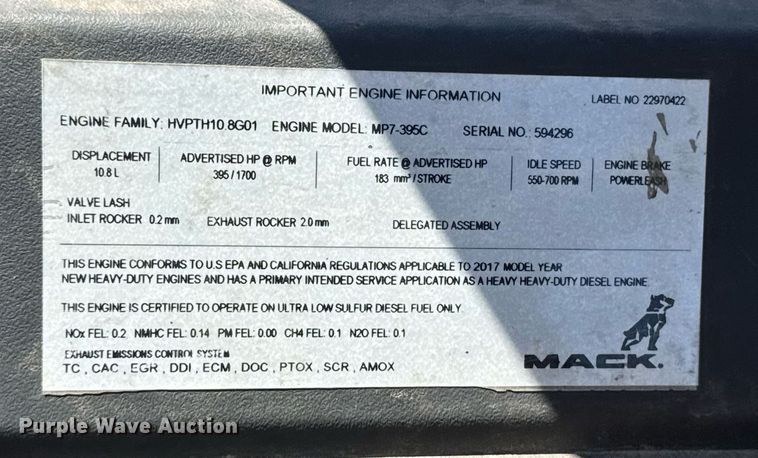 IMPORTANT ENGINE INFORMATION
LABEL NO 22970422
ENGINE FAMILY: HVPTH10.8G01 ENGINE MODEL: MP7-395C SERIAL NO: 594296
DISPLACEMENT ADVERTISED HP @ RPM FUEL RATE @ ADVERTISED HP IDLE SPEED ENGINE BRAKE
10.8 L 395 / 1700 183 mm³ / STROKE 550-700 RPM POWERLEASH
VALVE LASH
INLET ROCKER 0.2 mm EXHAUST ROCKER 2.0 mm DELEGATED ASSEMBLY
THIS ENGINE CONFORMS TO U.S EPA AND CALIFORNIA REGULATIONS APPLICABLE TO 2017 MODEL YEAR
NEW HEAVY-DUTY ENGINES AND HAS A PRIMARY INTENDED SERVICE APPLICATION AS A HEAVY HEAVY-DUTY DIESEL ENGINE
THIS ENGINE IS CERTIFIED TO OPERATE ON ULTRA LOW SULFUR DIESEL FUEL ONLY.
NOx FEL: 0.2 NMHC FEL: 0.14 PM FEL: 0.00 CH4 FEL: 0.1 N2O FEL: 0.1
EXHAUST EMISSIONS CONTROL SYSTEM
TC , CAC , EGR , DDI , ECM , DOC , PTOX , SCR , AMOX
MACK.
Purple Wave Auction